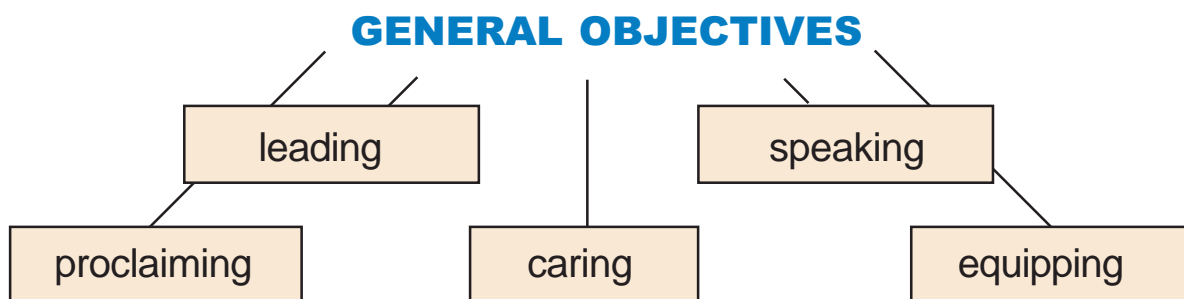 GENERAL OBJECTIVES
leading
speaking
proclaiming
caring
equipping